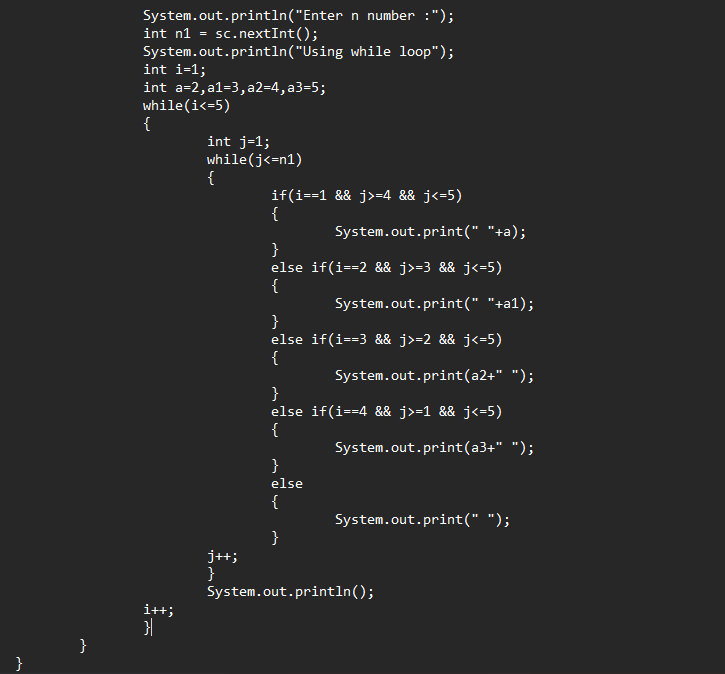 System.out.println("Enter n number :");
int n1 = sc.nextInt();
System.out.println("Using while loop");
int i=1;
int a=2,a1=3,a2=4,a3=5;
while(i<=5)
{
int j=1;
while(j<=n1)
{
if(i==1 && j>=4 && j<=5)
{
System.out.print(" "+a);
}
else if(i==2 && j>=3 && j<=5)
{
System.out.print(" "+a1);
}
else if(i==3 && j>=2 && j<=5)
{
System.out.print(a2+" ");
}
else if(i==4 && j>=1 && j<=5)
{
System.out.print(a3+" ");
}
else
{
System.out.print(" ");
}
j++;
}
System.out.println();
i++;
}
}
}